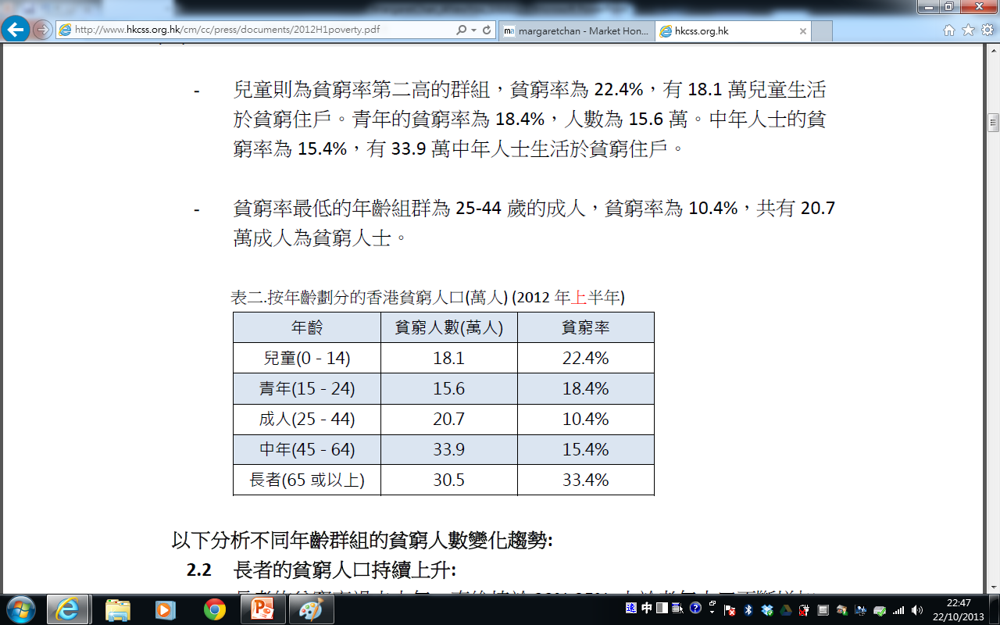 http://www.hkcss.org.hk/cm/cc/press/documents/2012H1poverty.pdf
margaretchan - Market Hon...
hkcss.org.hk
- 兒童則為貧窮率第二高的群組，貧窮率為 22.4%，有 18.1 萬兒童生活
於貧窮住戶。青年的貧窮率為 18.4%，人數為 15.6 萬。中年人士的貧
窮率為 15.4%，有 33.9 萬中年人士生活於貧窮住戶。
- 貧窮率最低的年齡組群為 25-44 歲的成人，貧窮率為 10.4%，共有 20.7
萬成人為貧窮人士。
表二.按年齡劃分的香港貧窮人口(萬人) (2012 年上半年)
年齡 貧窮人數(萬人) 貧窮率
兒童(0 - 14) 18.1 22.4%
青年(15 - 24) 15.6 18.4%
成人(25 - 44) 20.7 10.4%
中年(45 - 64) 33.9 15.4%
長者(65 或以上) 30.5 33.4%
以下分析不同年齡群組的貧窮人數變化趨勢:
2.2 長者的貧窮人口持續上升:
速 中
22:47
22/10/2013